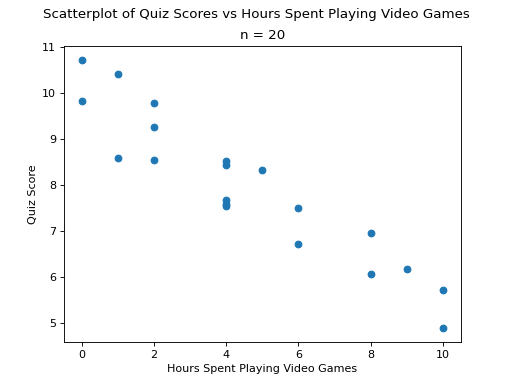 Scatterplot of Quiz Scores vs Hours Spent Playing Video Games
n = 20
11
10
9
8
7
6
5
Quiz Score
0 2 4 6 8 10
Hours Spent Playing Video Games